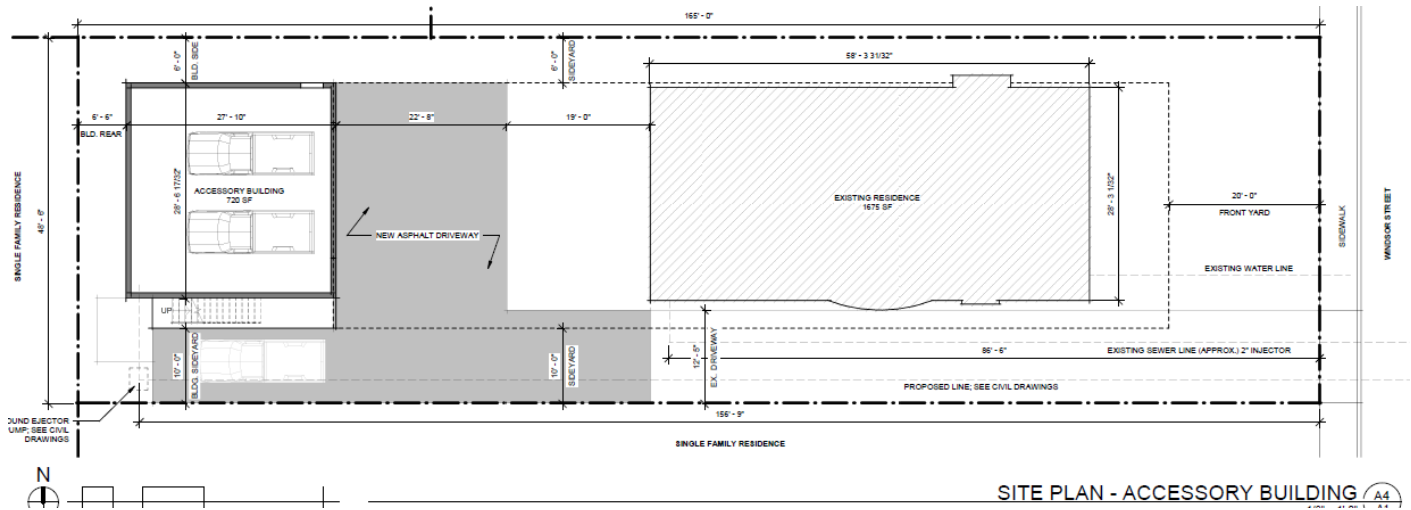 165' - 0"
6' - 0"
BLD. SIDE
6' - 0"
SIDEYARD
58' - 3 31/32"
6' - 6"
BLD. REAR
27' - 10"
22' - 8"
19' - 0"
SINGLE FAMILY RESIDENCE
48' - 6"
28' - 6 17/32"
ACCESSORY BUILDING
720 SF
NEW ASPHALT DRIVEWAY
EXISTING RESIDENCE
1675 SF
28' - 3 1/32"
20' - 0"
FRONT YARD
SIDEWALK
WINDSOR STREET
EXISTING WATER LINE
UP
10' - 0"
BLDG. SIDEYARD
10' - 0"
SIDEYARD
12' - 5"
EX. DRIVEWAY
86' - 6"
EXISTING SEWER LINE (APPROX.) 2" INJECTOR
PROPOSED LINE; SEE CIVIL DRAWINGS
156' - 9"
OUND EJECTOR
UMP; SEE CIVIL
DRAWINGS
SINGLE FAMILY RESIDENCE
N
SITE PLAN - ACCESSORY BUILDING
A4